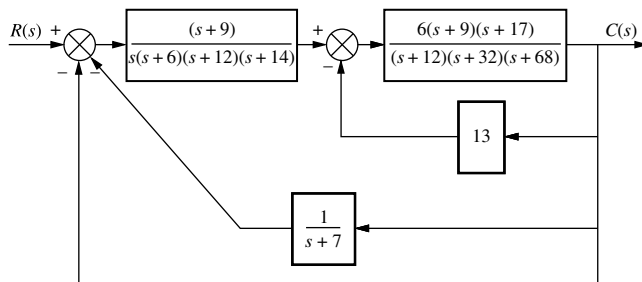 R(s) + (s + 9) + 6(s + 9)(s + 17) C(s)
s(s + 6)(s + 12)(s + 14) (s + 12)(s + 32)(s + 68)
− − −
13
1
s + 7